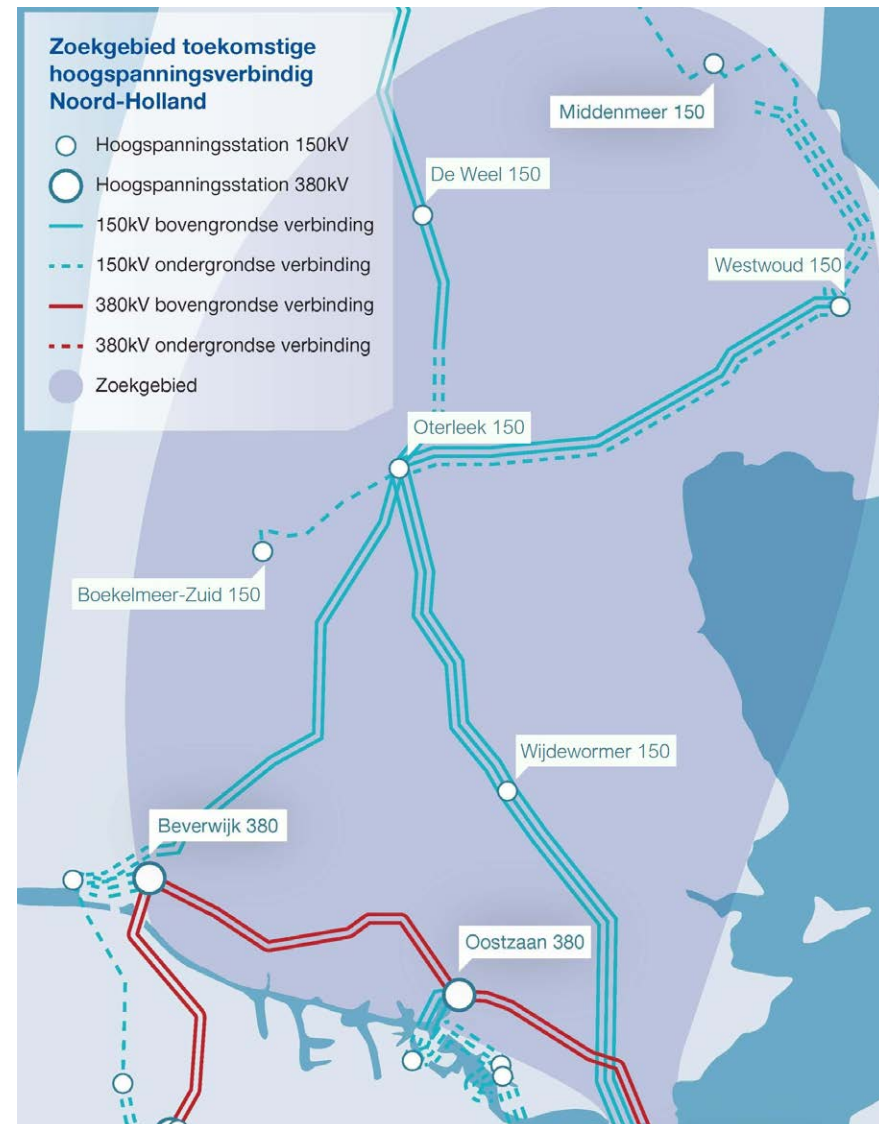 Zoekgebied toekomstige
hoogspanningsverbindig
Noord-Holland
Hoogspanningsstation 150kV
Hoogspanningsstation 380kV
150kV bovengrondse verbinding
150kV ondergrondse verbinding
380kV bovengrondse verbinding
380kV ondergrondse verbinding
Zoekgebied
Middenmeer 150
De Weel 150
Westwoud 150
Oterleek 150
Boekelmeer-Zuid 150
Wijdewormer 150
Beverwijk 380
Oostzaan 380